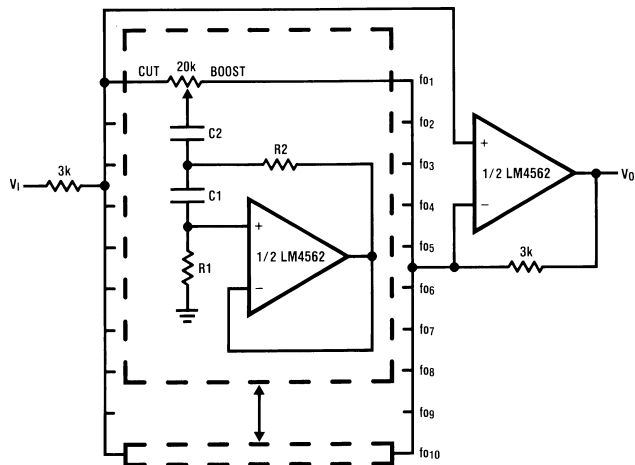 CUT 20k BOOST
fo1
C2
fo2
R2
fo3
+
1/2 LM4562
−
VO
3k
VI
C1
fo4
+
1/2 LM4562
−
R1
fo5
3k
fo6
fo7
fo8
fo9
fo10